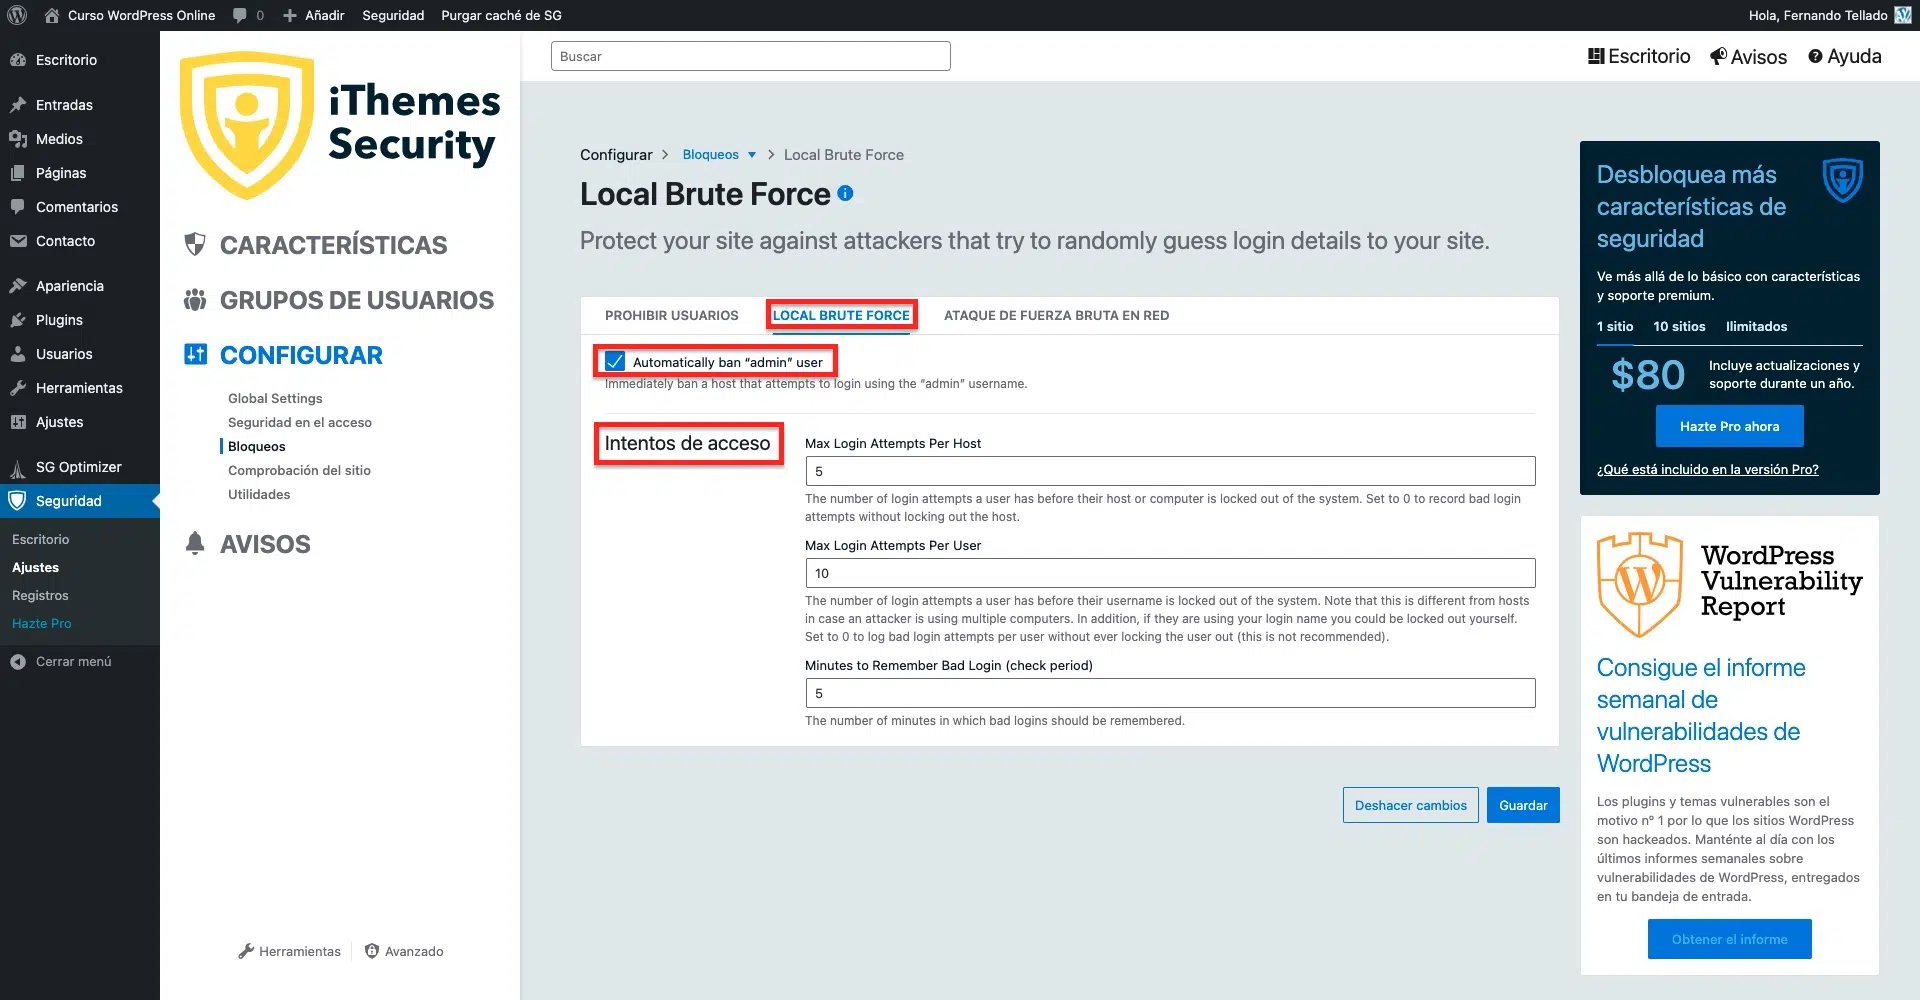 Curso WordPress Online
0
Añadir
Seguridad
Purgar caché de SG
Hola, Fernando Tellado
Escritorio
Entradas
Medios
Páginas
Comentarios
Contacto
Apariencia
Plugins
Usuarios
Herramientas
Ajustes
SG Optimizer
Seguridad
Escritorio
Ajustes
Registros
Hazte Pro
Cerrar menú
iThemes
Security
CARACTERÍSTICAS
GRUPOS DE USUARIOS
CONFIGURAR
Global Settings
Seguridad en el acceso
Bloqueos
Comprobación del sitio
Utilidades
AVISOS
Herramientas
Avanzado
Buscar
Escritorio
Avisos
Ayuda
Configurar > Bloqueos > Local Brute Force
Local Brute Force
Protect your site against attackers that try to randomly guess login details to your site.
PROHIBIR USUARIOS
LOCAL BRUTE FORCE
ATAQUE DE FUERZA BRUTA EN RED
Automatically ban “admin” user
Immediately ban a host that attempts to login using the “admin” username.
Intentos de acceso
Max Login Attempts Per Host
5
The number of login attempts a user has before their host or computer is locked out of the system. Set to 0 to record bad login
attempts without locking out the host.
Max Login Attempts Per User
10
The number of login attempts a user has before their username is locked out of the system. Note that this is different from hosts
in case an attacker is using multiple computers. In addition, if they are using your login name you could be locked out yourself.
Set to 0 to log bad login attempts per user without ever locking the user out (this is not recommended).
Minutes to Remember Bad Login (check period)
5
The number of minutes in which bad logins should be remembered.
Deshacer cambios
Guardar
Desbloquea más
características de
seguridad
Ve más allá de lo básico con características
y soporte premium.
1 sitio
10 sitios
Ilimitados
$80
Incluye actualizaciones y
soporte durante un año.
Hazte Pro ahora
¿Qué está incluido en la versión Pro?
WordPress
Vulnerability
Report
Consigue el informe
semanal de
vulnerabilidades de
WordPress
Los plugins y temas vulnerables son el
motivo nº 1 por lo que los sitios WordPress
son hackeados. Manténte al día con los
últimos informes semanales sobre
vulnerabilidades de WordPress, entregados
en tu bandeja de entrada.
Obtener el informe